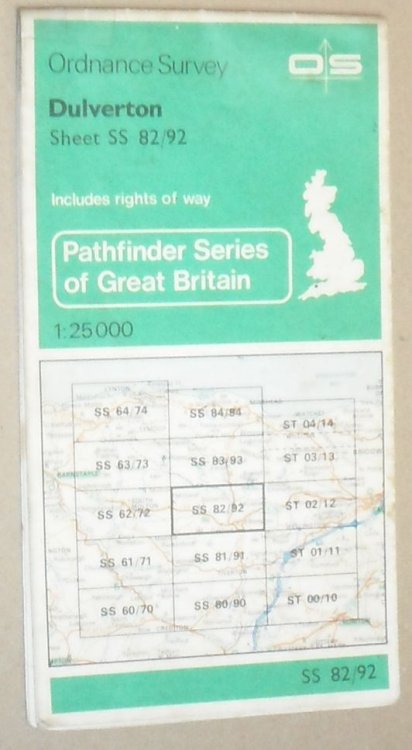 Ordnance Survey
OS
Dulverton
Sheet SS 82/92
Includes rights of way
Pathfinder Series
of Great Britain
1:25 000
LYNTON
SS 64/74 SS 84/94 ST 04/14
SS 63/73 SS 83/93 ST 03/13
BARNSTAPLE
SS 62/72 SS 82/92 ST 02/12
SS 61/71 SS 81/91 ST 01/11
SS 60/70 SS 80/90 ST 00/10
CREDITON
SS 82/92